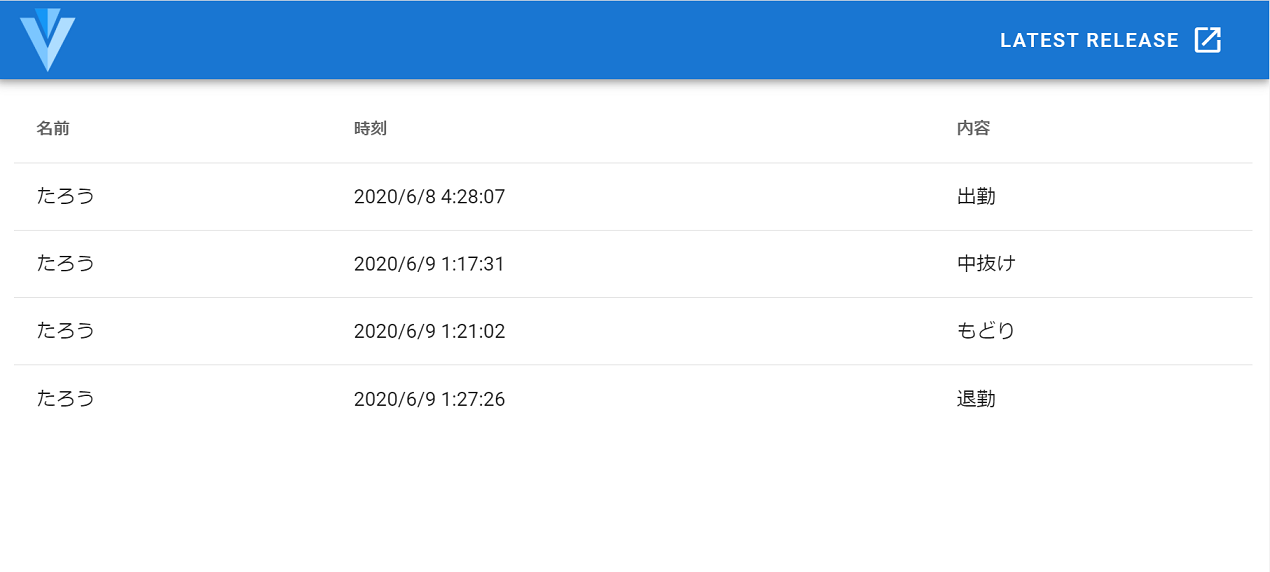 LATEST RELEASE
名前 時刻 内容
たろう 2020/6/8 4:28:07 出勤
たろう 2020/6/9 1:17:31 中抜け
たろう 2020/6/9 1:21:02 もどり
たろう 2020/6/9 1:27:26 退勤